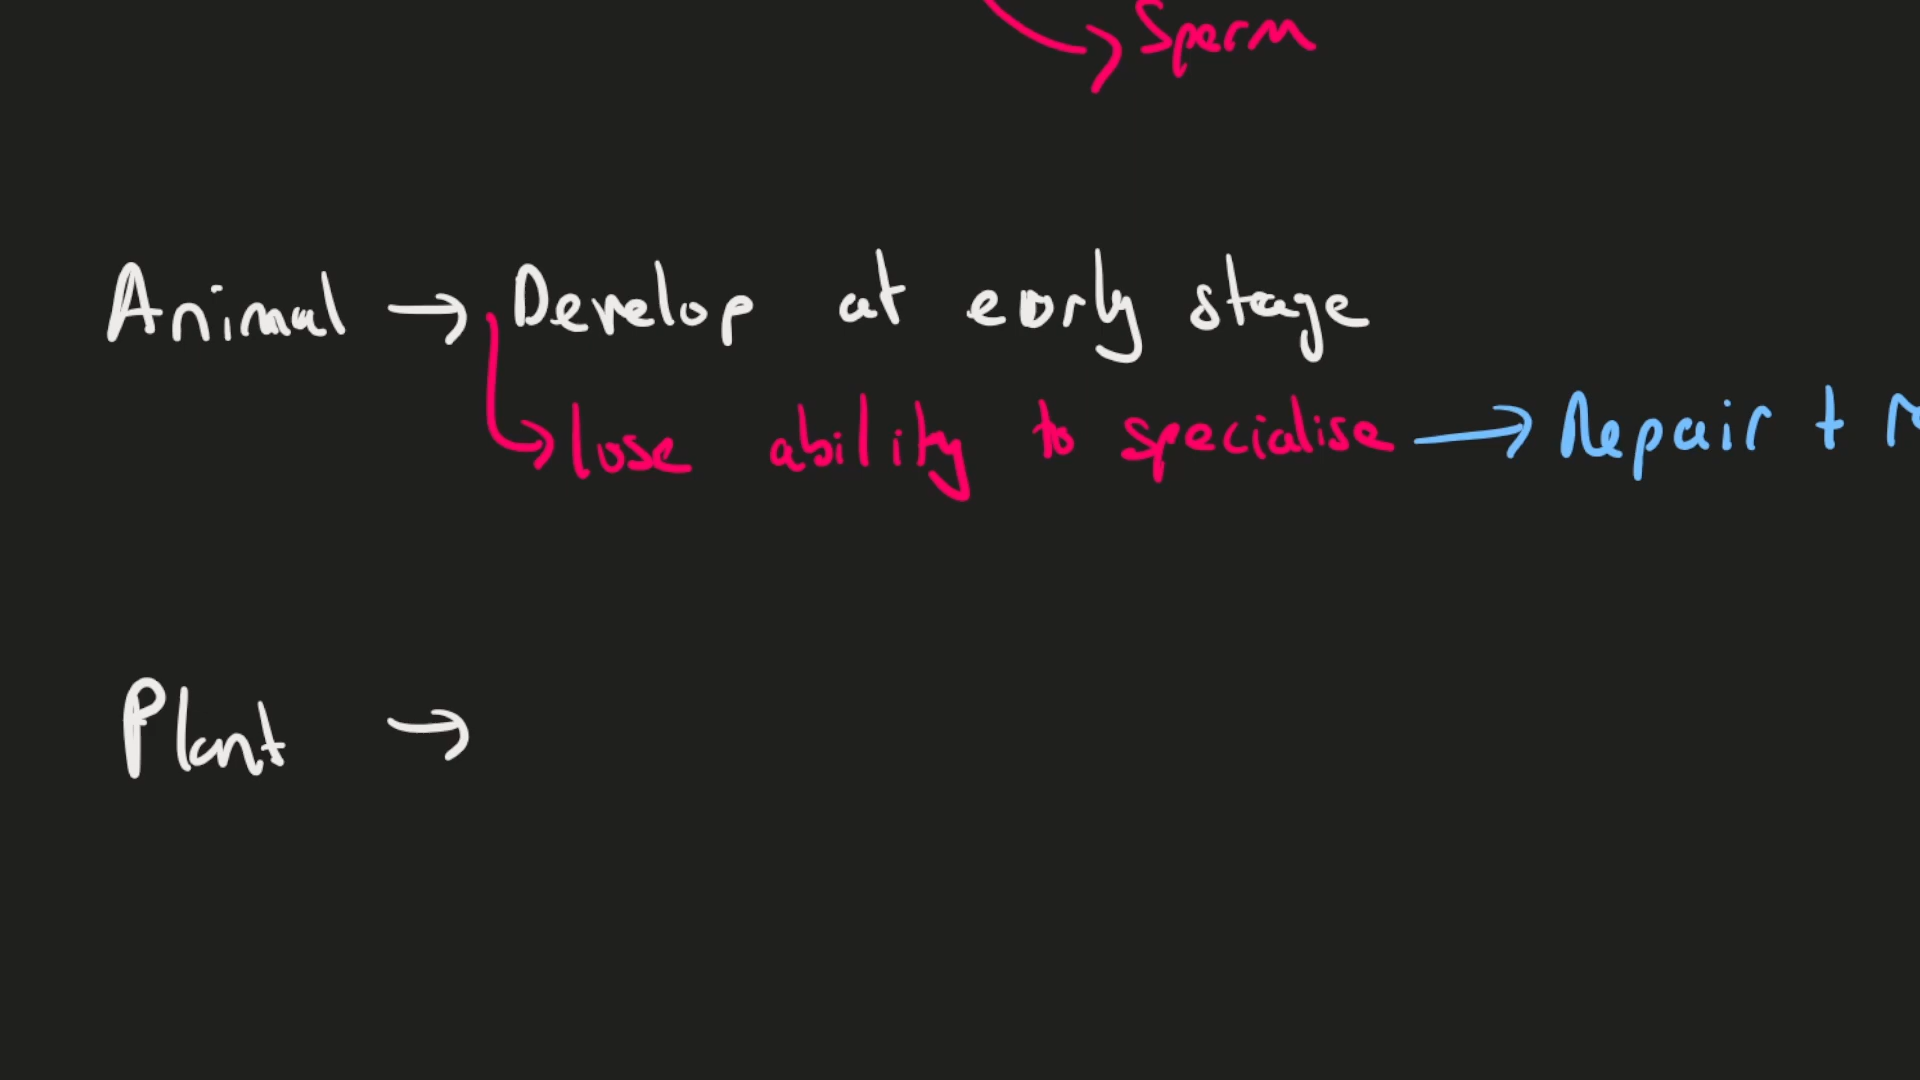 Sperm
Animal → Develop at early stage
lose ability to specialise → Repair +
Plant →